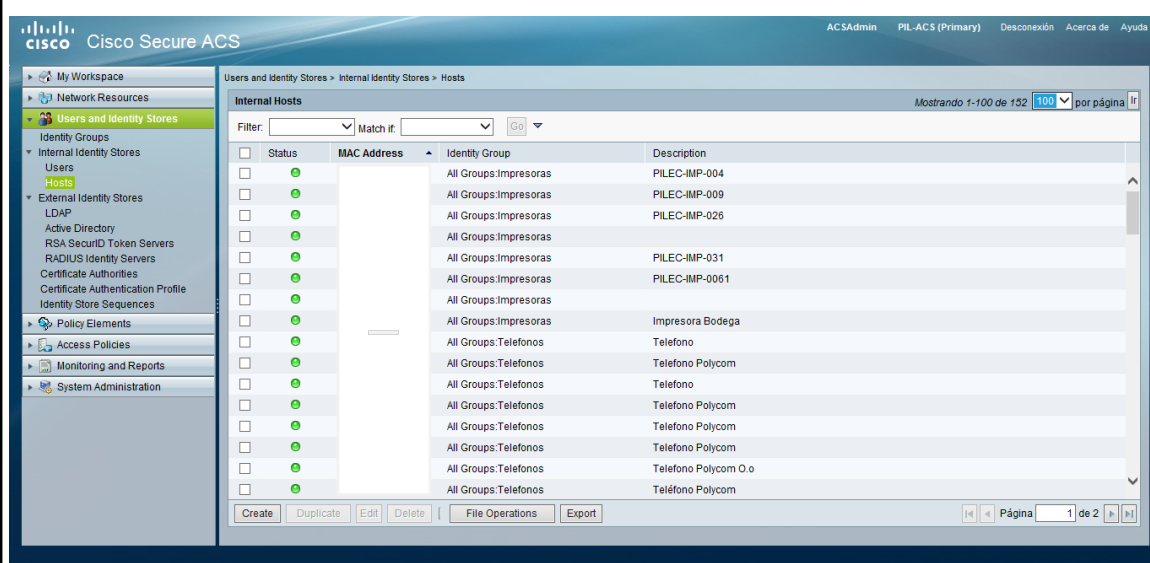 ACSAdmin PIL-ACS (Primary) Desconexión Acerca de Ayuda
CISCO Cisco Secure ACS
My Workspace
Network Resources
Users and Identity Stores
Identity Groups
Internal Identity Stores
Users
Hosts
External Identity Stores
LDAP
Active Directory
RSA SecurID Token Servers
RADIUS Identity Servers
Certificate Authorities
Certificate Authentication Profile
Identity Store Sequences
Policy Elements
Access Policies
Monitoring and Reports
System Administration
Users and Identity Stores > Internal Identity Stores > Hosts
Internal Hosts Mostrando 1-100 de 152 100 por página Ir
Filter: Match if: Go
Status MAC Address Identity Group Description
All Groups:Impresoras PILEC-IMP-004
All Groups:Impresoras PILEC-IMP-009
All Groups:Impresoras PILEC-IMP-026
All Groups:Impresoras
All Groups:Impresoras PILEC-IMP-031
All Groups:Impresoras PILEC-IMP-0061
All Groups:Impresoras
All Groups:Impresoras Impresora Bodega
All Groups:Telefonos Telefono
All Groups:Telefonos Telefono Polycom
All Groups:Telefonos Telefono
All Groups:Telefonos Telefono Polycom
All Groups:Telefonos Telefono Polycom
All Groups:Telefonos Telefono Polycom
All Groups:Telefonos Telefono Polycom O.o
All Groups:Telefonos Teléfono Polycom
Create Duplicate Edit Delete | File Operations Export Página 1 de 2